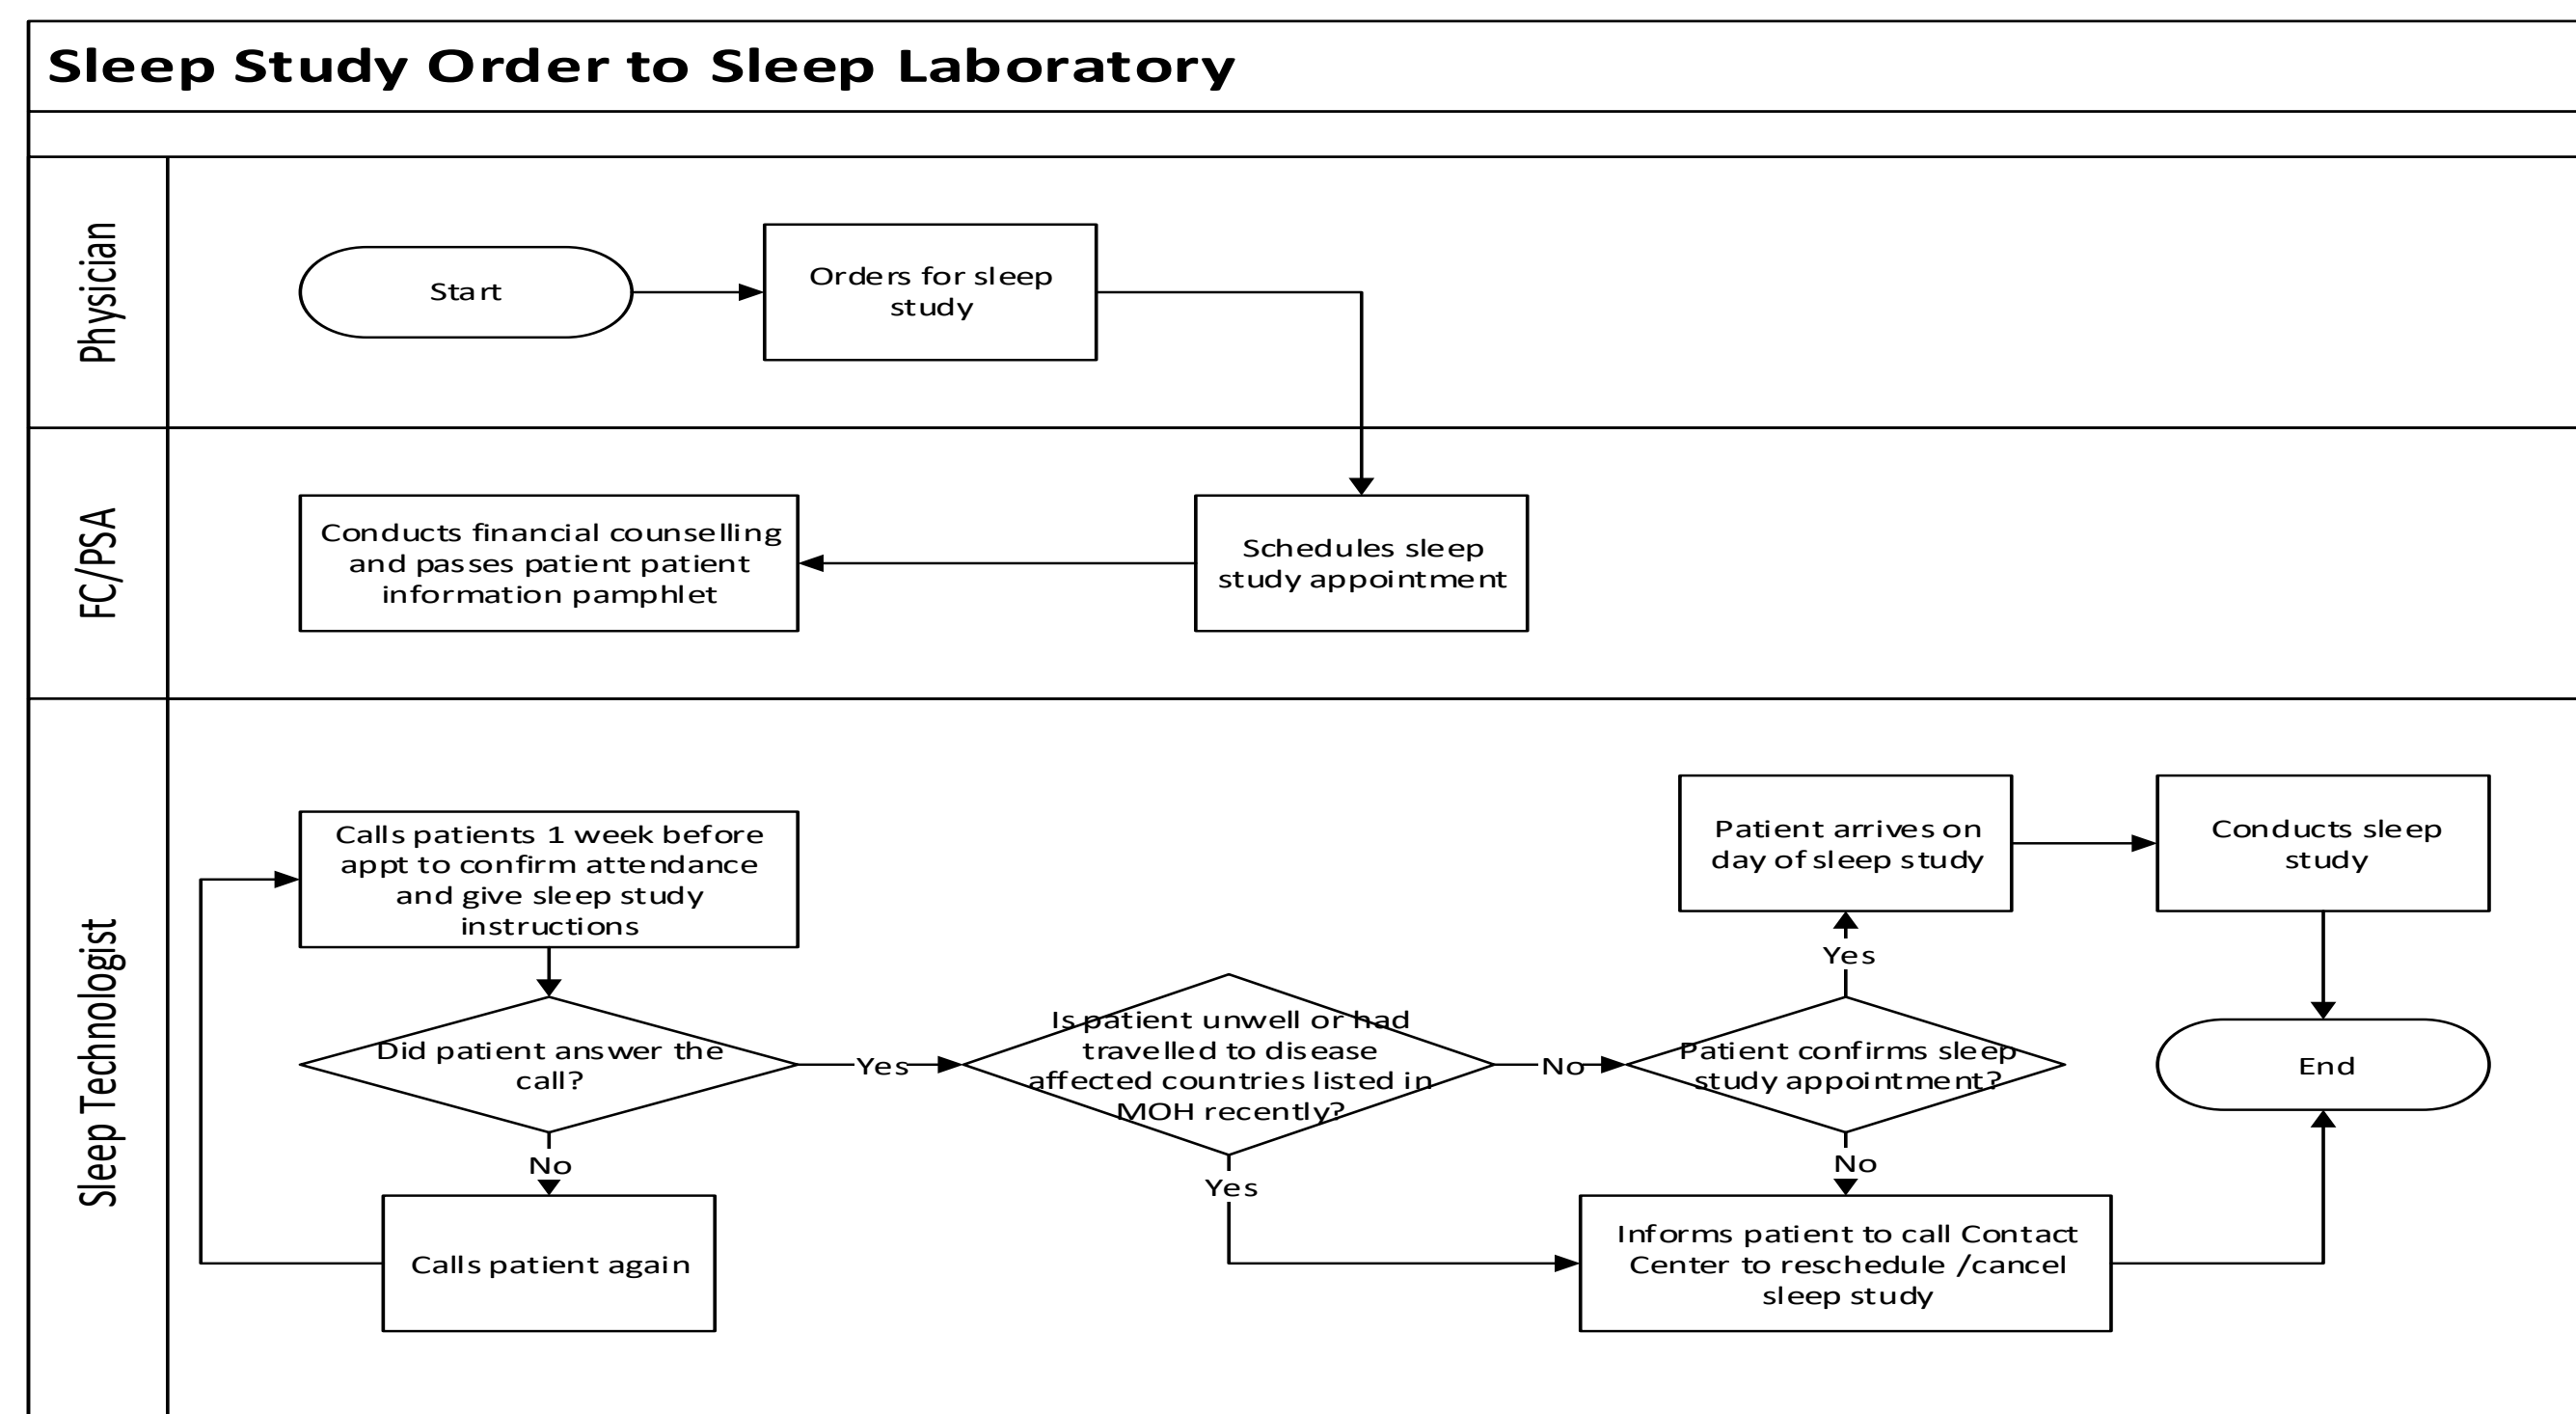 Sleep Study Order to Sleep Laboratory
Physician
Start
Orders for sleep
study
FC/PSA
Conducts financial counselling
and passes patient patient
information pamphlet
Schedules sleep
study appointment
Sleep Technologist
Calls patients 1 week before
appt to confirm attendance
and give sleep study
instructions
Did patient answer the
call?
No
Calls patient again
Yes
Is patient unwell or had
travelled to disease
affected countries listed in
MOH recently?
Yes
No
Patient confirms sleep
study appointment?
Yes
Patient arrives on
day of sleep study
Conducts sleep
study
No
Informs patient to call Contact
Center to reschedule /cancel
sleep study
End